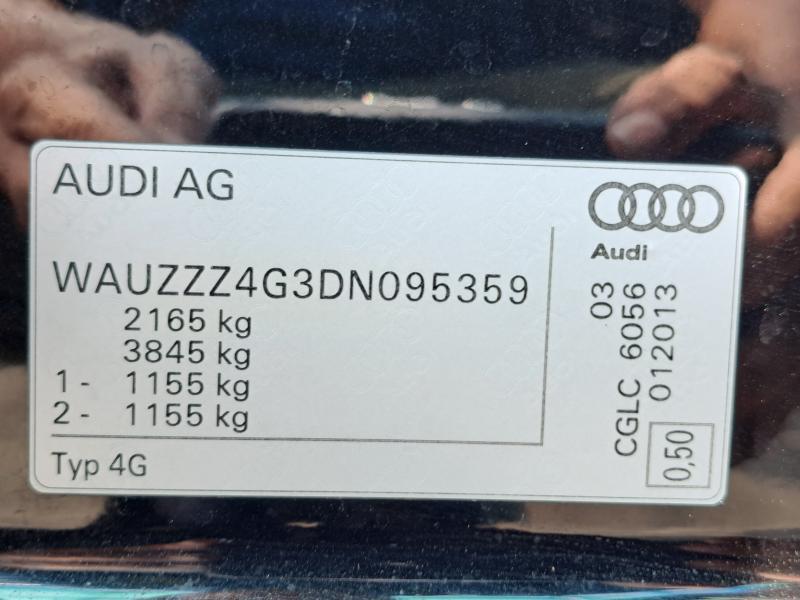 AUDI AG
WAUZZZ4G3DN095359
2165 kg
3845 kg
1 - 1155 kg
2 - 1155 kg
Typ 4G
Audi
03
CGLC 6056
012013
0,50